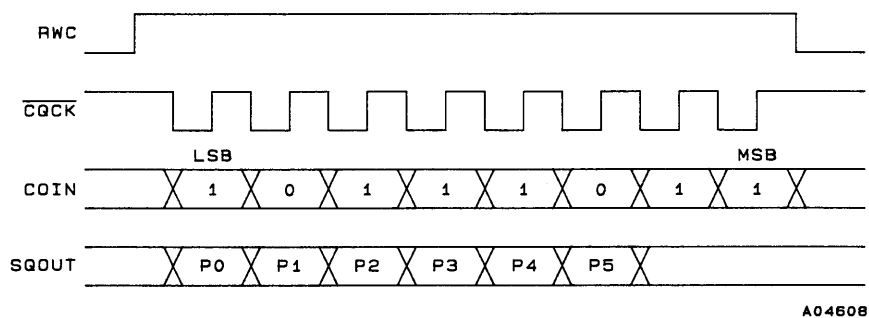 RWC
CQCK
LSB MSB
COIN 1 0 1 1 1 0 1 1
SQOUT P0 P1 P2 P3 P4 P5
A04608